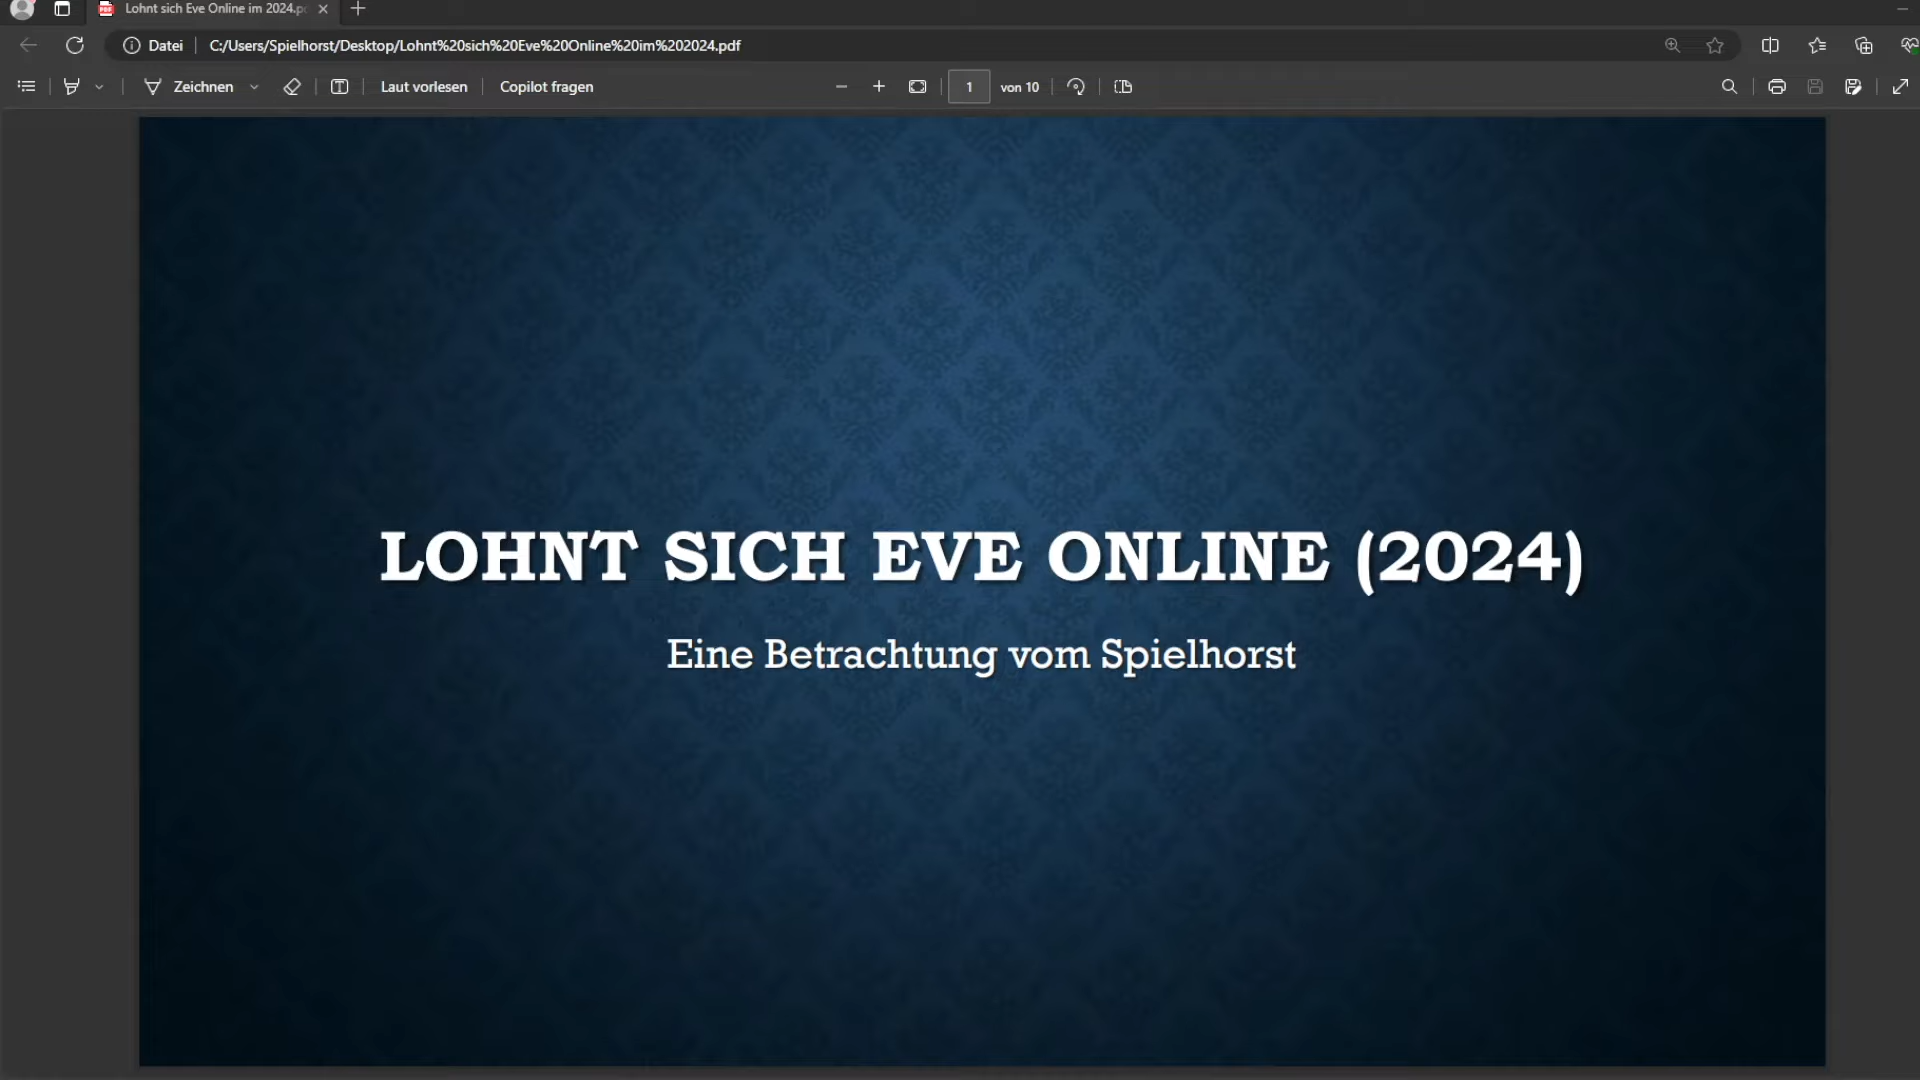 Lohnt sich Eve Online im 2024.p
Datei
C:/Users/Spielhorst/Desktop/Lohnt%20sich%20Eve%20Online%20im%202024.pdf
Zeichnen
Laut vorlesen
Copilot fragen
1
von 10
LOHNT SICH EVE ONLINE (2024)
Eine Betrachtung vom Spielhorst